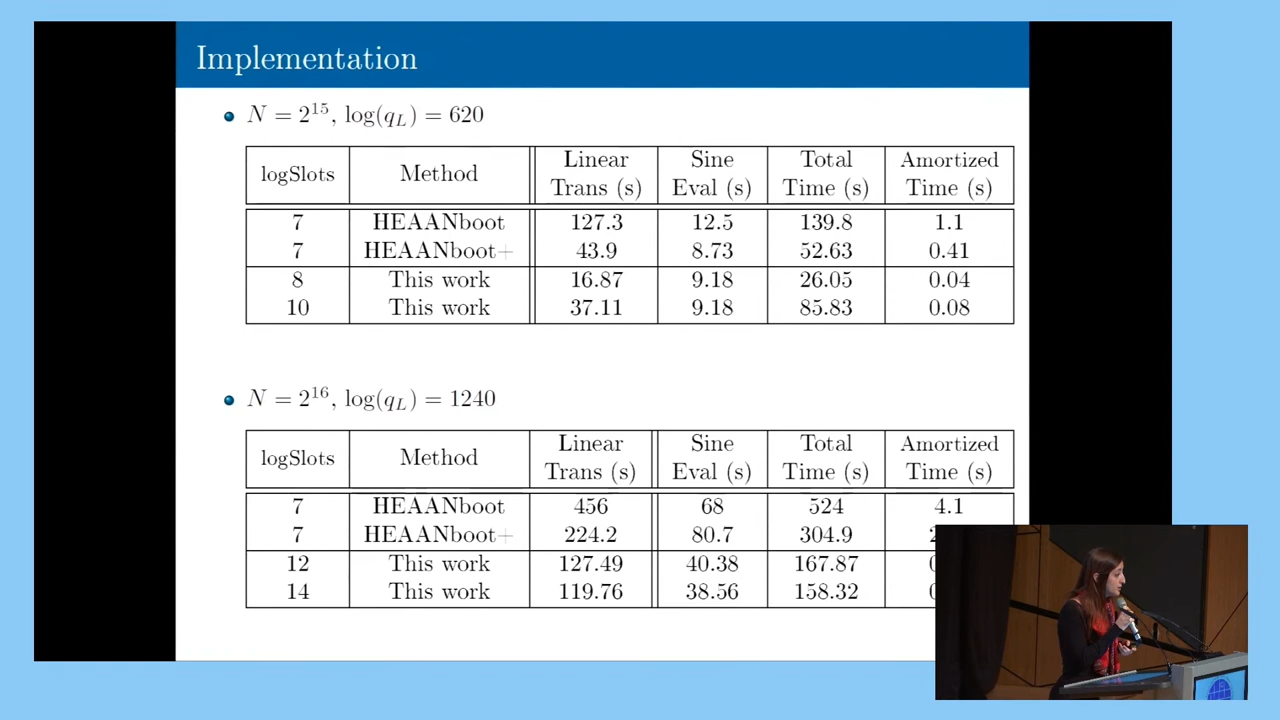 Implementation
N = 2^15, log(q_L) = 620
logSlots Method Linear Trans (s) Sine Eval (s) Total Time (s) Amortized Time (s)
7 HEAANboot 127.3 12.5 139.8 1.1
7 HEAANboot+ 43.9 8.73 52.63 0.41
8 This work 16.87 9.18 26.05 0.04
10 This work 37.11 9.18 85.83 0.08
N = 2^16, log(q_L) = 1240
logSlots Method Linear Trans (s) Sine Eval (s) Total Time (s) Amortized Time (s)
7 HEAANboot 456 68 524 4.1
7 HEAANboot+ 224.2 80.7 304.9
12 This work 127.49 40.38 167.87
14 This work 119.76 38.56 158.32